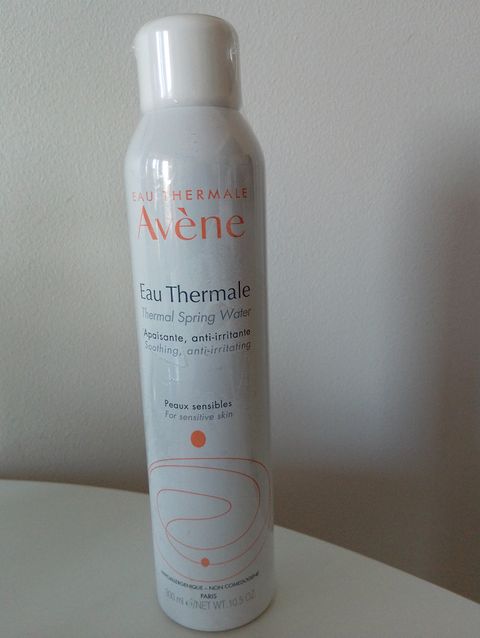 EAU THERMALE
Avène
Eau Thermale
Thermal Spring Water
Apaisante, anti-irritante
Soothing, anti-irritating
Peaux sensibles
For sensitive skin
HYPOALLERGÉNIQUE - NON COMÉDOGÈNE
PARIS
300 ml ℮/NET WT. 10.5 OZ.